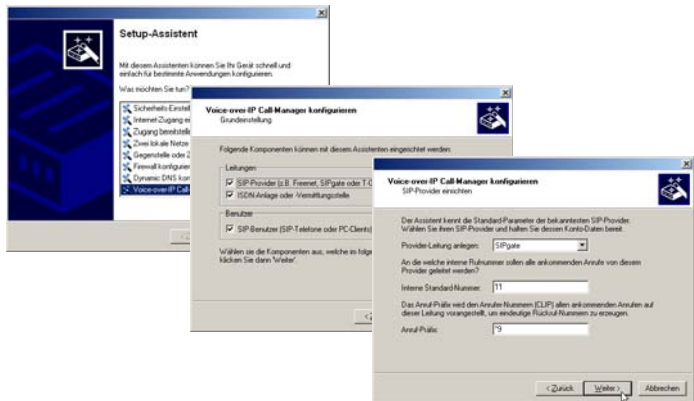 Setup-Assistent
Mit diesem Assistenten können Sie Ihr Gerät schnell und
einfach für bestimmte Anwendungen konfigurieren.
Was möchten Sie tun?
Sicherheits-Einstel
Internet-Zugang ei
Zugang bereitstelle
Zwei lokale Netze
Gegenstelle oder Z
Firewall konfigurier
Dynamic DNS kon
Voice-over-IP Call-
Voice-over-IP Call-Manager konfigurieren
Grundeinstellung
Folgende Komponenten können mit diesem Assistenten eingerichtet werden:
Leitungen
SIP-Provider (z.B. Freenet, SIPgate oder T-O
ISDN-Anlage oder -Vermittlungsstelle
Benutzer
SIP-Benutzer (SIP-Telefone oder PC-Clients)
Wählen sie die Komponenten aus, welche im folge
klicken Sie dann 'Weiter'.
Voice-over-IP Call-Manager konfigurieren
SIP-Provider einrichten
Der Assistent kennt die Standard-Parameter der bekanntesten SIP-Provider.
Wählen Sie ihren SIP-Provider und halten Sie dessen Konto-Daten bereit.
Provider-Leitung anlegen: SIPgate
An die welche interne Rufnummer sollen alle ankommenden Anrufe von diesem
Provider geleitet werden?
Interne Standard-Nummer: 11
Das Anruf-Präfix wird den Anrufer-Nummern (CLIP) allen ankommenden Anrufen auf
dieser Leitung vorangestellt, um eindeutige Rückruf-Nummern zu erzeugen.
Anruf-Präfix: *9
< Zurück Weiter > Abbrechen